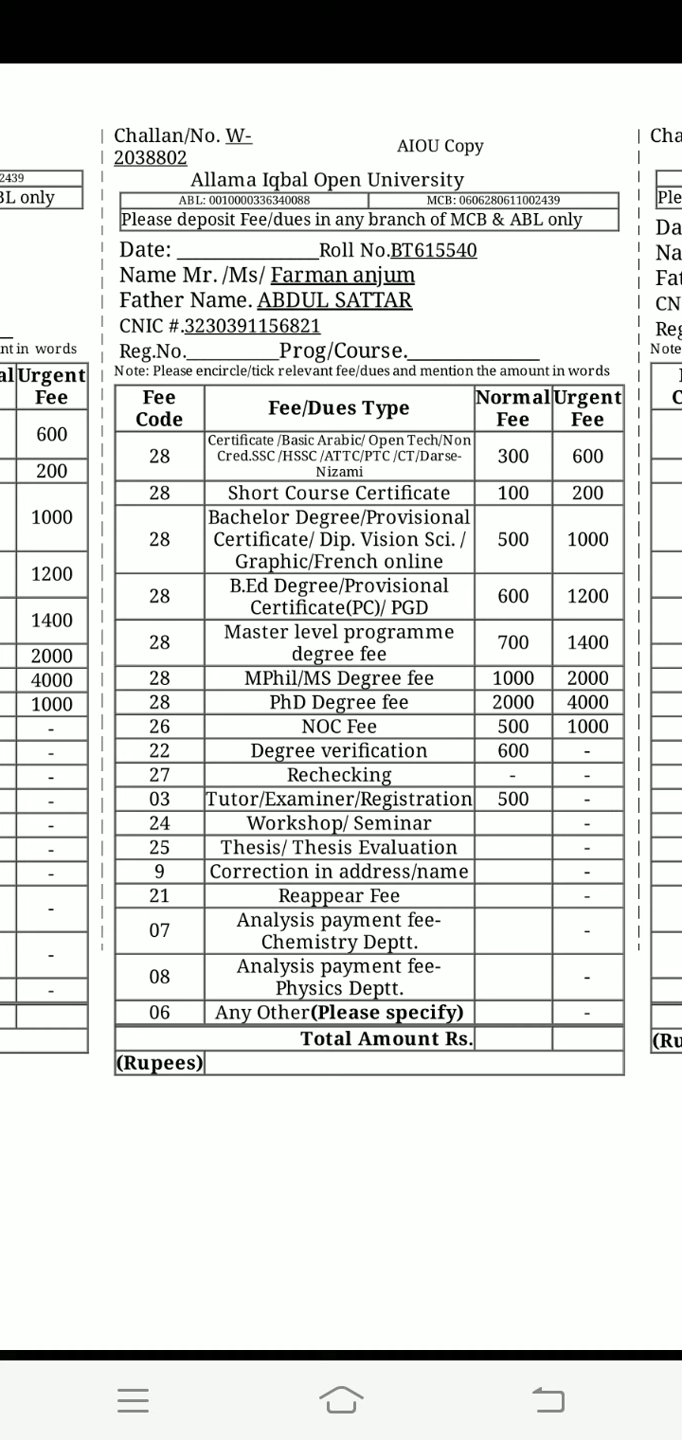 2439
BL only
nt in words
al Urgent
Fee
600
200
1000
1200
1400
2000
4000
1000
-
-
-
-
-
-
-
-
-
-
Challan/No. W-
2038802
AIOU Copy
Allama Iqbal Open University
ABL: 0010000336340088 MCB: 0606280611002439
Please deposit Fee/dues in any branch of MCB & ABL only
Date: ______________Roll No.BT615540
Name Mr. /Ms/ Farman anjum
Father Name. ABDUL SATTAR
CNIC #.3230391156821
Reg.No._________Prog/Course.____________
Note: Please encircle/tick relevant fee/dues and mention the amount in words
Fee Code Fee/Dues Type Normal Fee Urgent Fee
28 Certificate /Basic Arabic/ Open Tech/Non
Cred.SSC /HSSC /ATTC/PTC /CT/Darse-
Nizami 300 600
28 Short Course Certificate 100 200
28 Bachelor Degree/Provisional
Certificate/ Dip. Vision Sci. /
Graphic/French online 500 1000
28 B.Ed Degree/Provisional
Certificate(PC)/ PGD 600 1200
28 Master level programme
degree fee 700 1400
28 MPhil/MS Degree fee 1000 2000
28 PhD Degree fee 2000 4000
26 NOC Fee 500 1000
22 Degree verification 600 -
27 Rechecking - -
03 Tutor/Examiner/Registration 500 -
24 Workshop/ Seminar -
25 Thesis/ Thesis Evaluation -
9 Correction in address/name -
21 Reappear Fee -
07 Analysis payment fee-
Chemistry Deptt. -
08 Analysis payment fee-
Physics Deptt. -
06 Any Other(Please specify) -
Total Amount Rs.
(Rupees)
Cha
Ple
Da
Na
Fat
CN
Reg
Note
C
(Ru